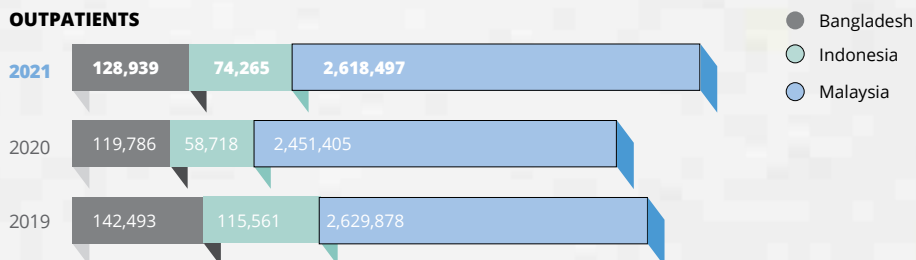 OUTPATIENTS
Bangladesh
Indonesia
Malaysia
2021 128,939 74,265 2,618,497
2020 119,786 58,718 2,451,405
2019 142,493 115,561 2,629,878